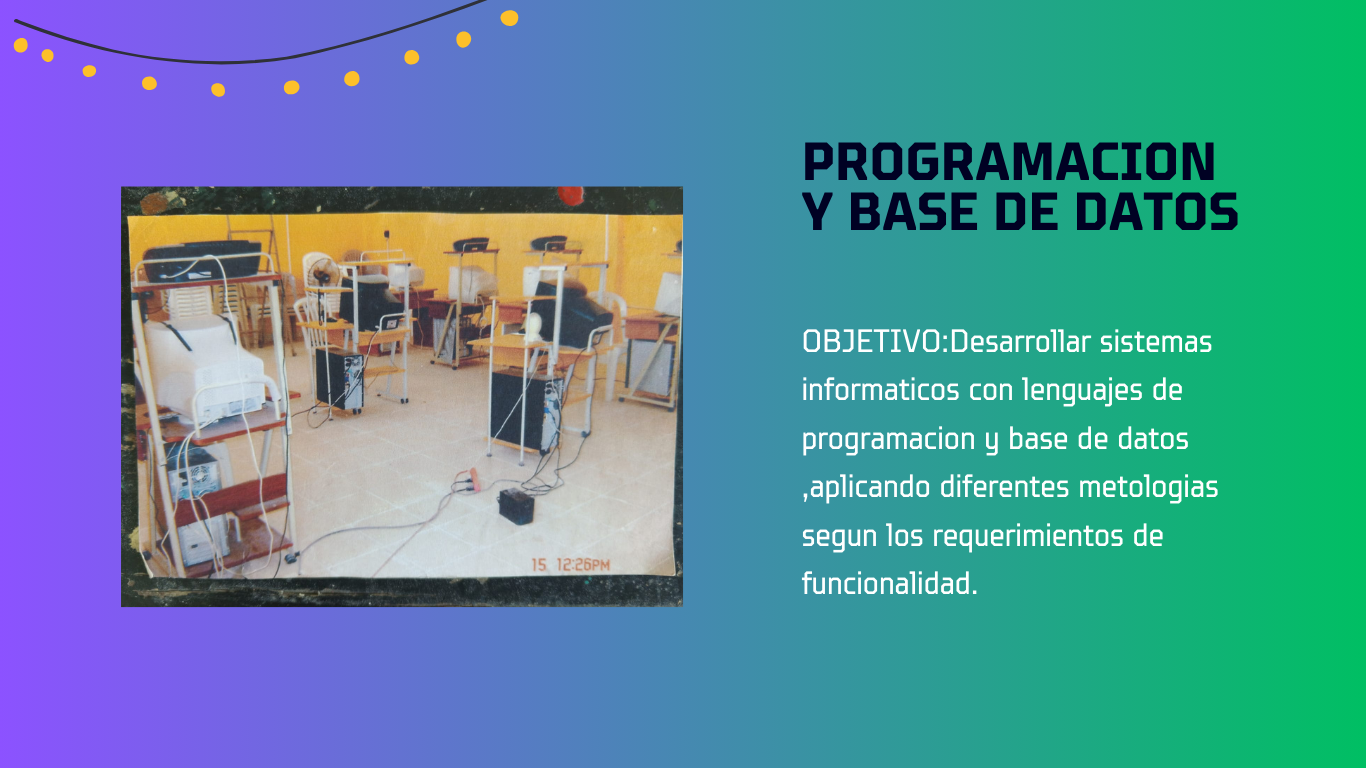 PROGRAMACION
Y BASE DE DATOS
OBJETIVO:Desarrollar sistemas
informaticos con lenguajes de
programacion y base de datos
,aplicando diferentes metologias
segun los requerimientos de
funcionalidad.
15 12:26PM